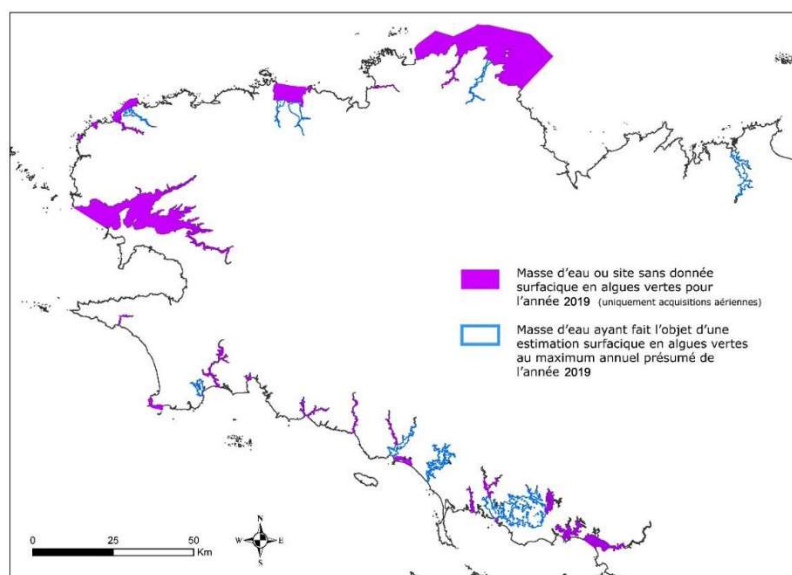 Masse d'eau ou site sans donnée
surfacique en algues vertes pour
l'année 2019 (uniquement acquisitions aériennes)
Masse d'eau ayant fait l'objet d'une
estimation surfacique en algues vertes
au maximum annuel présumé de
l'année 2019
0 25 50
Km
N
W E
S